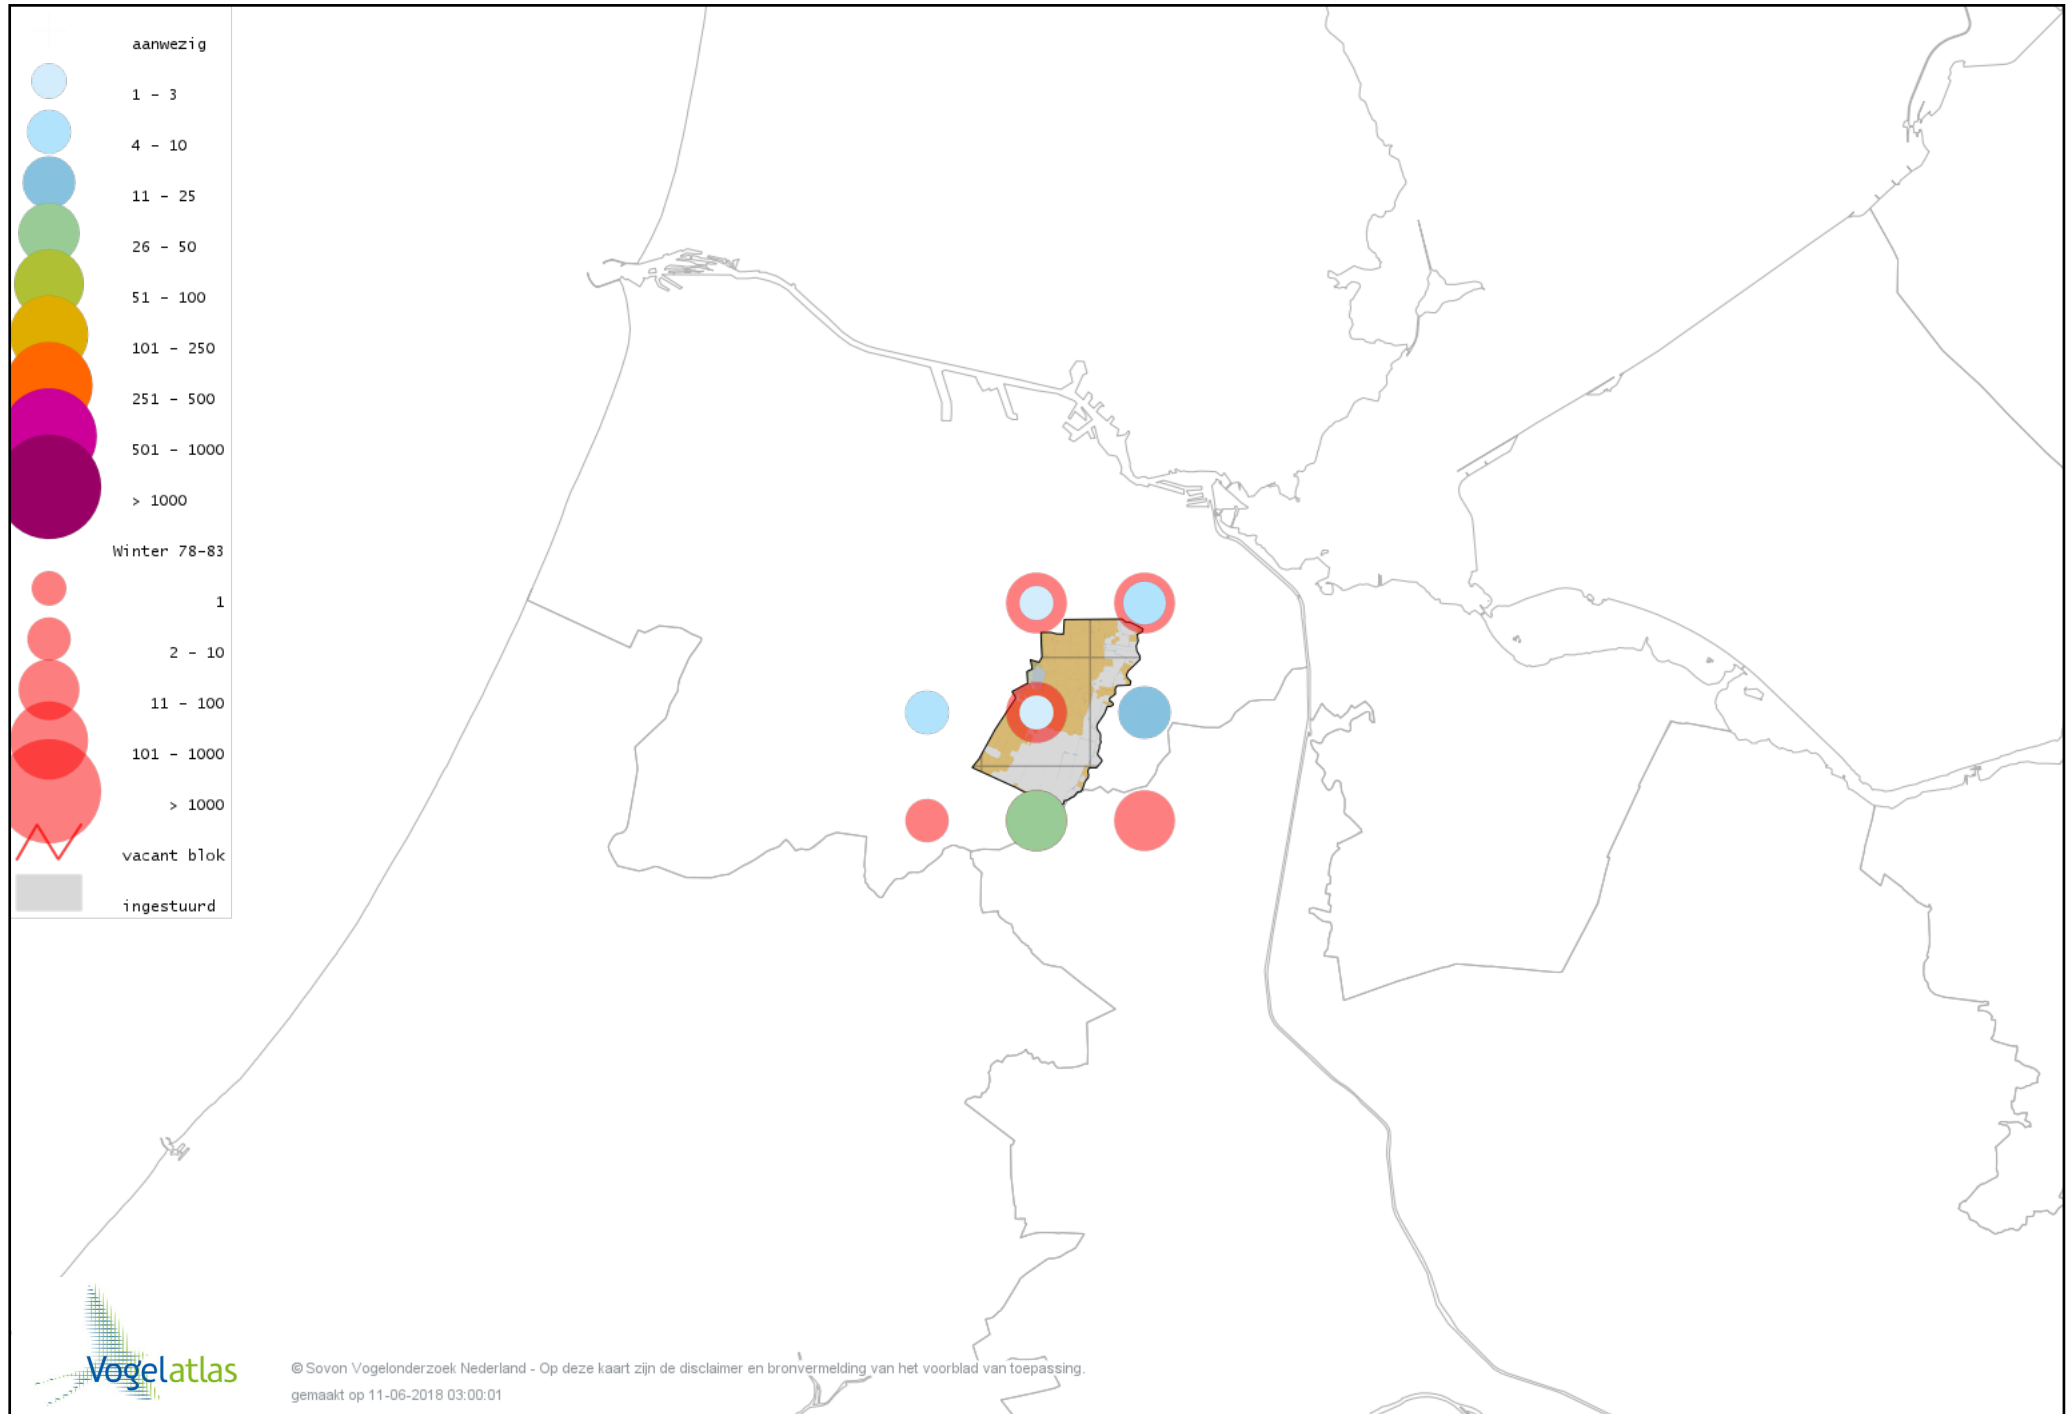 aanwezig
1 - 3
4 - 10
11 - 25
26 - 50
51 - 100
101 - 250
251 - 500
501 - 1000
> 1000
Winter 78-83
1
2 - 10
11 - 100
101 - 1000
> 1000
vacant blok
ingestuurd
Vogelatlas
© Sovon Vogelonderzoek Nederland - Op deze kaart zijn de disclaimer en bronvermelding van het voorblad van toepassing.
gemaakt op 11-06-2018 03:00:01